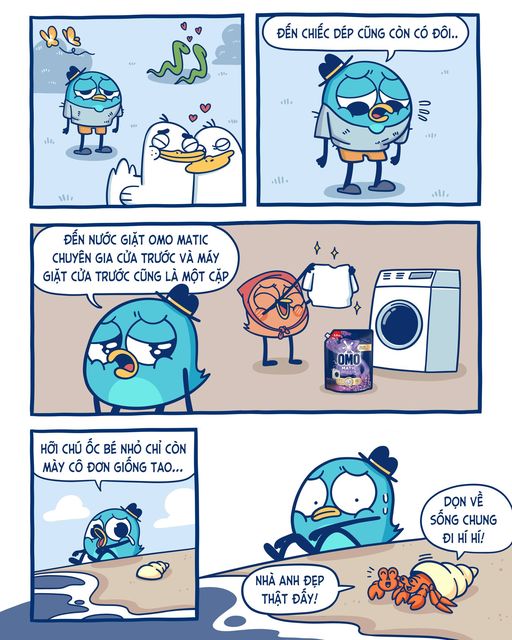 ĐẾN CHIẾC DÉP CŨNG CÒN CÓ ĐÔI..
ĐẾN NƯỚC GIẶT OMO MATIC
CHUYÊN GIA CỬA TRƯỚC VÀ MÁY
GIẶT CỬA TRƯỚC CŨNG LÀ MỘT CẶP
OMO
MATIC
HỠI CHÚ ỐC BÉ NHỎ CHỈ CÒN
MÀY CÔ ĐƠN GIỐNG TAO...
DỌN VỀ
SỐNG CHUNG
ĐI HÍ HÍ!
NHÀ ANH ĐẸP
THẬT ĐẤY!